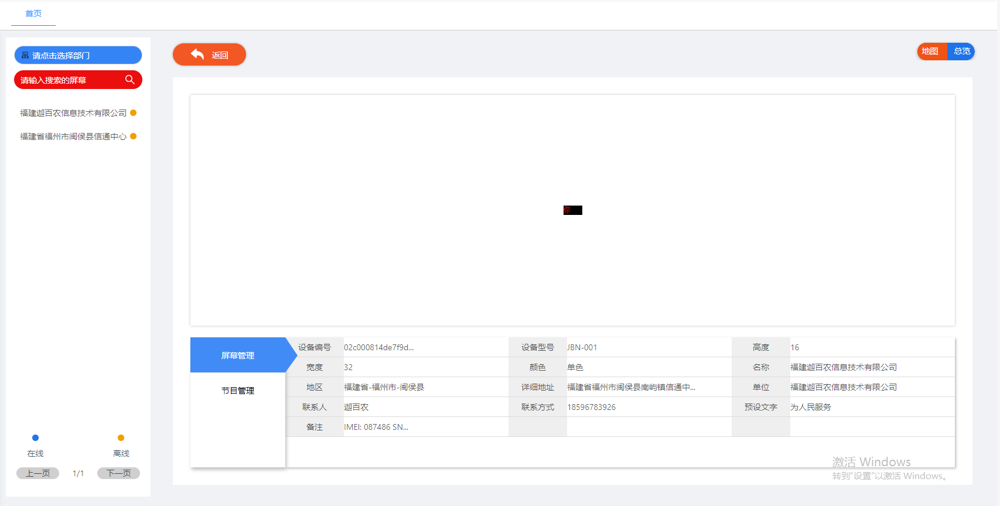 首页
请点击选择部门
请输入搜索的屏幕
福建迦百农信息技术有限公司
福建省福州市闽侯县信通中心
在线
离线
上一页 1/1 下一页
返回
地图 总览
你
屏幕管理
节目管理
设备编号 02c000814de7f9d... 设备型号 JBN-001 高度 16
宽度 32 颜色 单色 名称 福建迦百农信息技术有限公司
地区 福建省-福州市-闽侯县 详细地址 福建省福州市闽侯县南屿镇信通中... 单位 福建迦百农信息技术有限公司
联系人 迦百农 联系方式 18596783926 预设文字 为人民服务
备注 IMEI: 087486 SN...
激活 Windows
转到"设置"以激活 Windows。